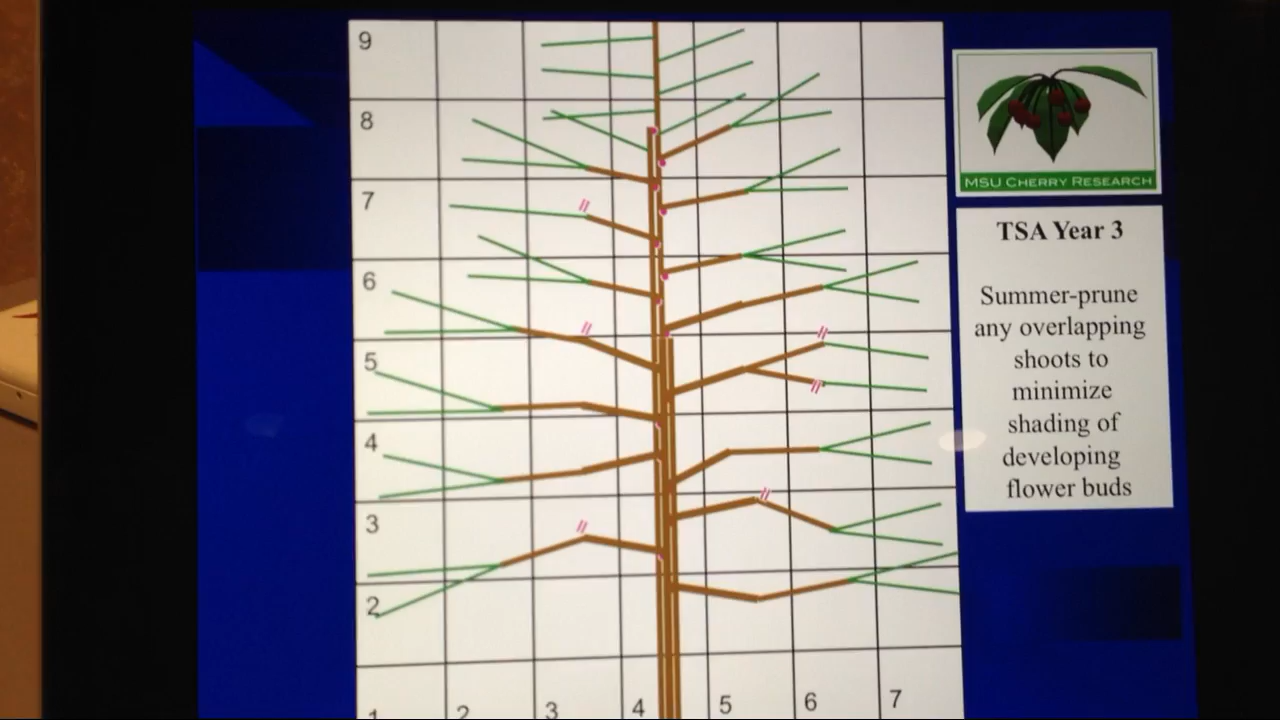 9
8
7
6
5
4
3
2
1 2 3 4 5 6 7
MSU CHERRY RESEARCH
TSA Year 3
Summer-prune
any overlapping
shoots to
minimize
shading of
developing
flower buds